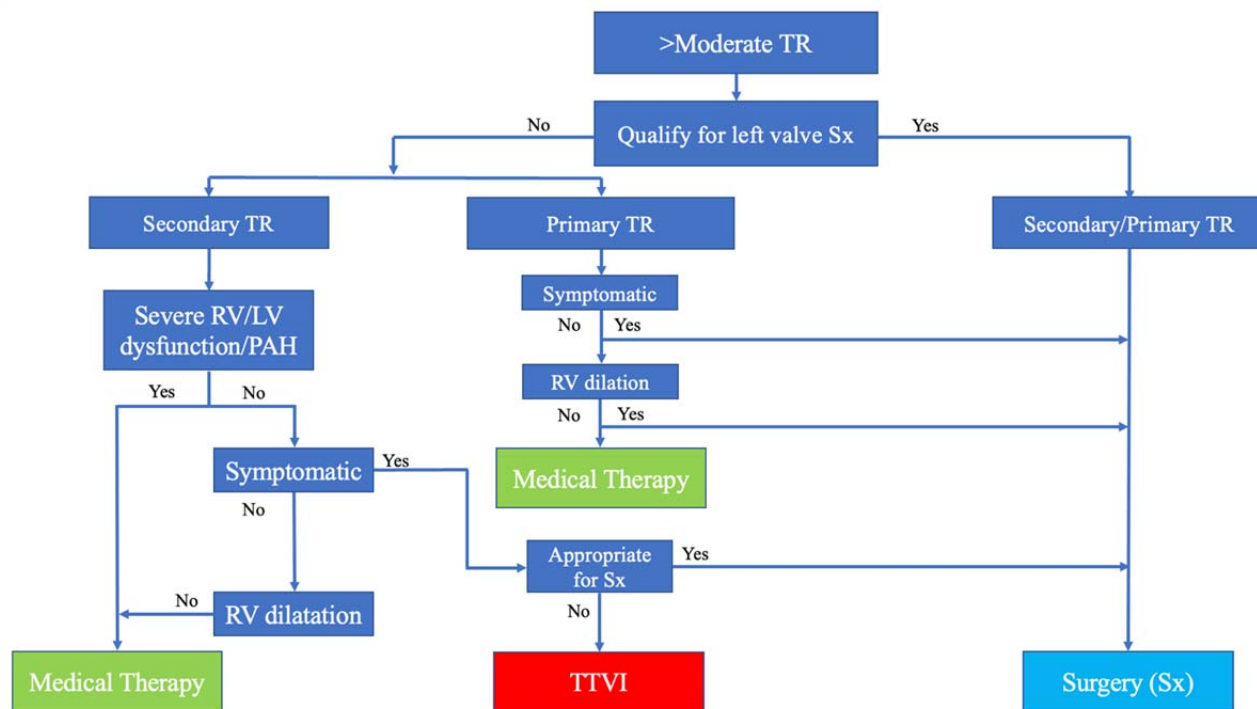 >Moderate TR
No
Qualify for left valve Sx
Yes
Secondary TR
Primary TR
Secondary/Primary TR
Severe RV/LV
dysfunction/PAH
Symptomatic
No
Yes
RV dilation
No
Yes
Medical Therapy
Yes
No
Symptomatic
Yes
No
Appropriate
for Sx
Yes
No
No
RV dilatation
Medical Therapy
TTVI
Surgery (Sx)